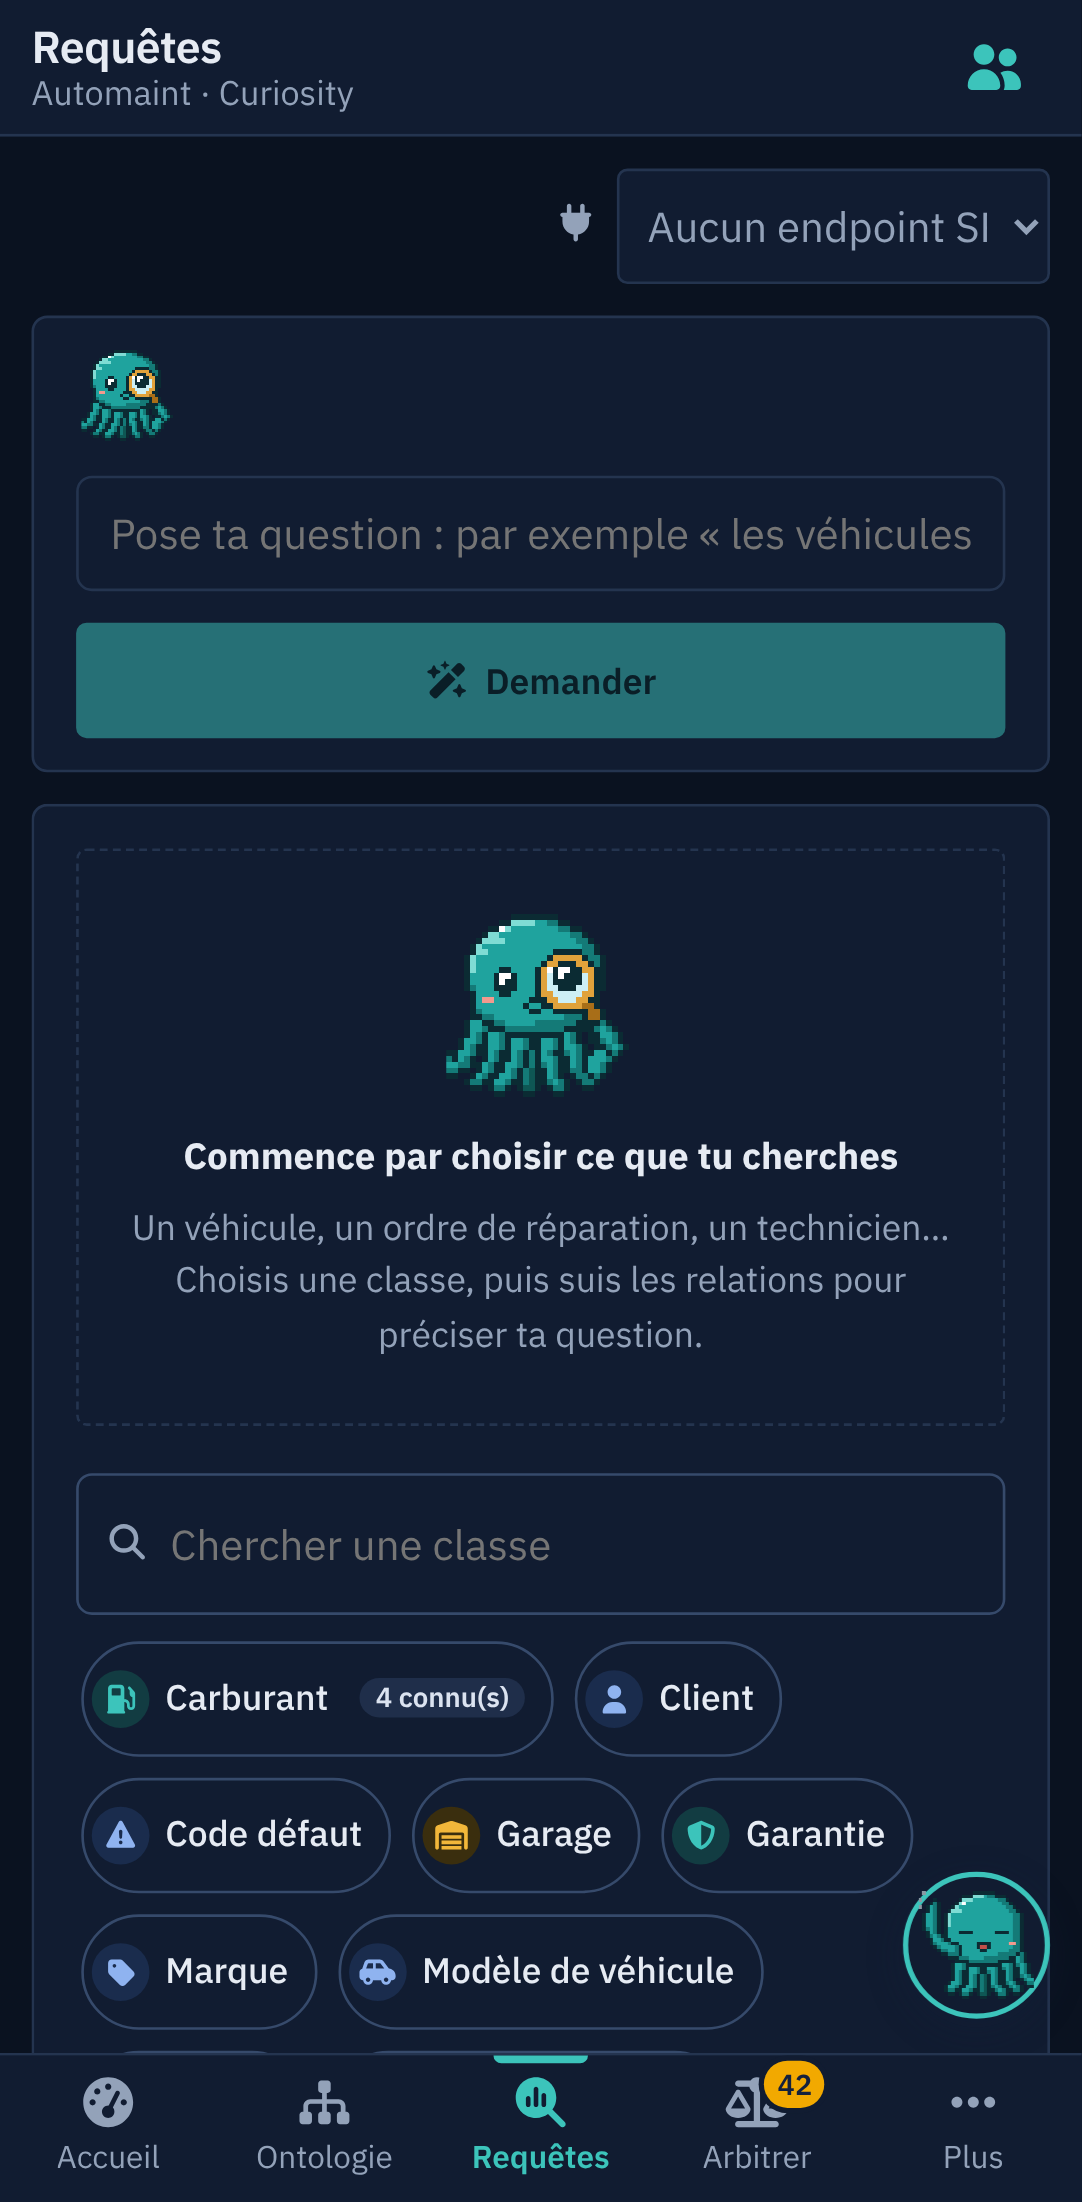 Requêtes
Automaint · Curiosity
Aucun endpoint SI
Pose ta question : par exemple « les véhicules
Demander
Commence par choisir ce que tu cherches
Un véhicule, un ordre de réparation, un technicien…
Choisis une classe, puis suis les relations pour
préciser ta question.
Chercher une classe
Carburant 4 connu(s) Client
Code défaut Garage Garantie
Marque Modèle de véhicule
42
Accueil Ontologie Requêtes Arbitrer Plus